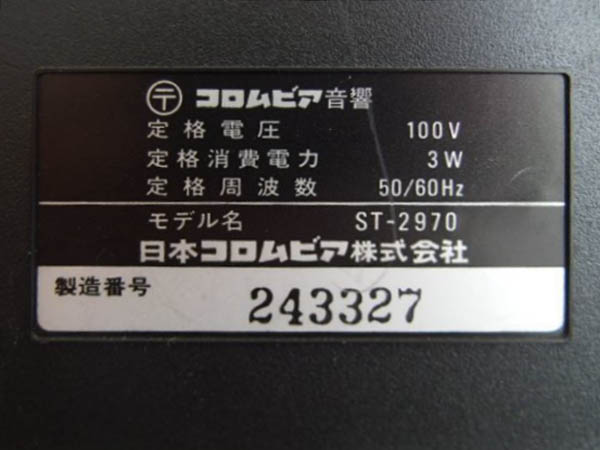 〒 コロムビア音響
定格電圧 100V
定格消費電力 3W
定格周波数 50/60Hz
モデル名 ST-2970
日本コロムビア株式会社
製造番号 243327